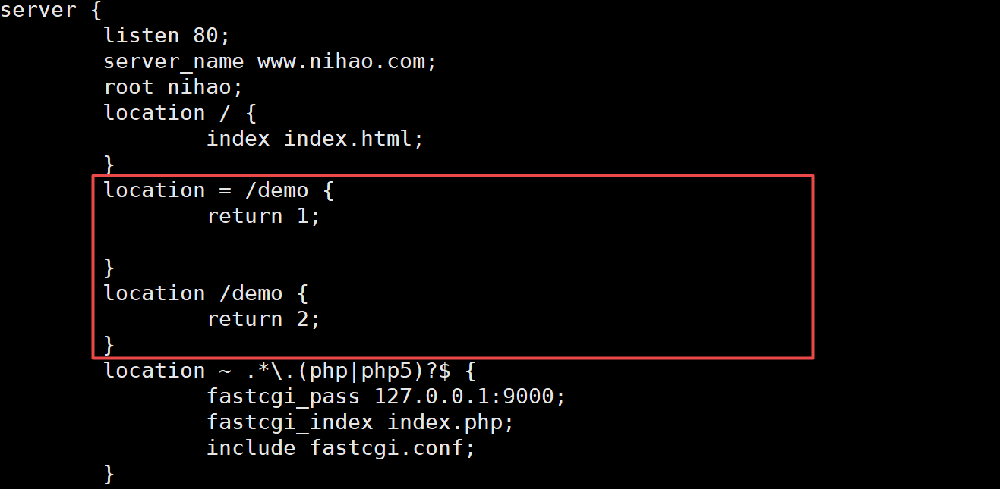 server {
        listen 80;
        server_name www.nihao.com;
        root nihao;
        location / {
                index index.html;
        }
        location = /demo {
                return 1;

        }
        location /demo {
                return 2;
        }
        location ~ .*\.(php|php5)?$ {
                fastcgi_pass 127.0.0.1:9000;
                fastcgi_index index.php;
                include fastcgi.conf;
        }